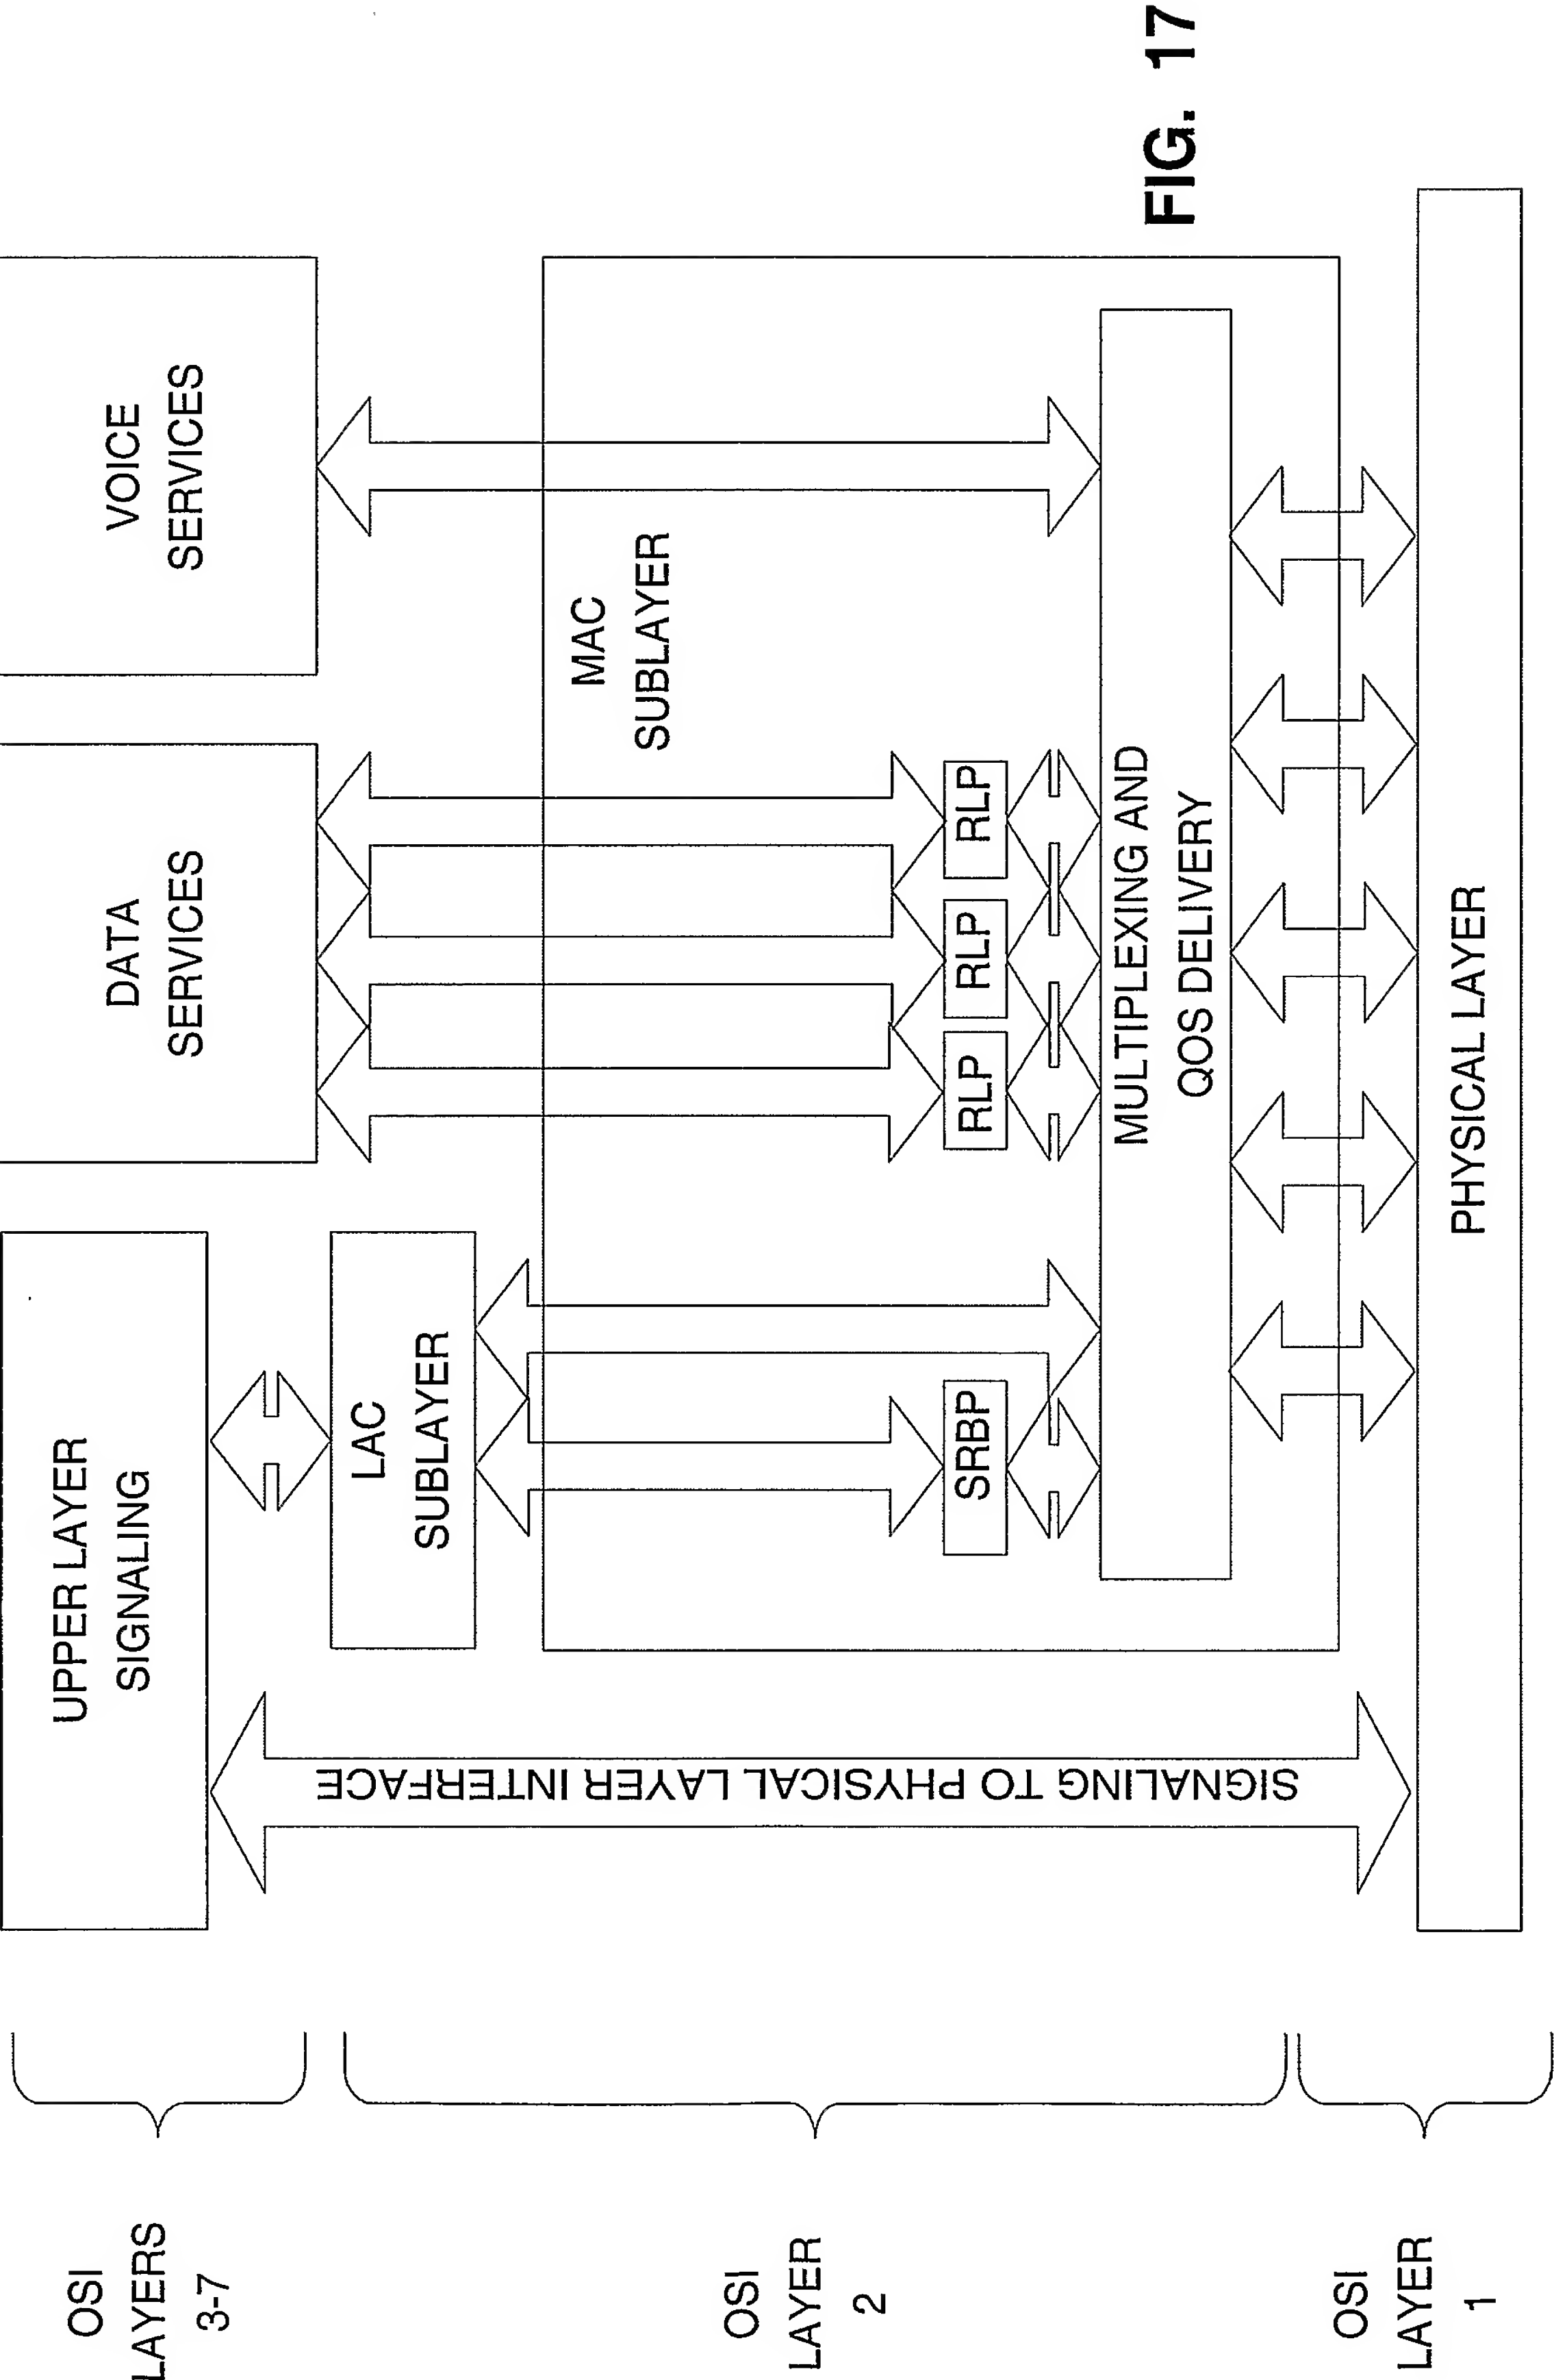 OSI
LAYERS
3-7
UPPER LAYER
SIGNALING
DATA
SERVICES
VOICE
SERVICES
OSI
LAYER
2
SIGNALING TO PHYSICAL LAYER INTERFACE
LAC
SUBLAYER
MAC
SUBLAYER
SRBP
RLP
RLP
RLP
MULTIPLEXING AND
QOS DELIVERY
OSI
LAYER
1
PHYSICAL LAYER
FIG. 17